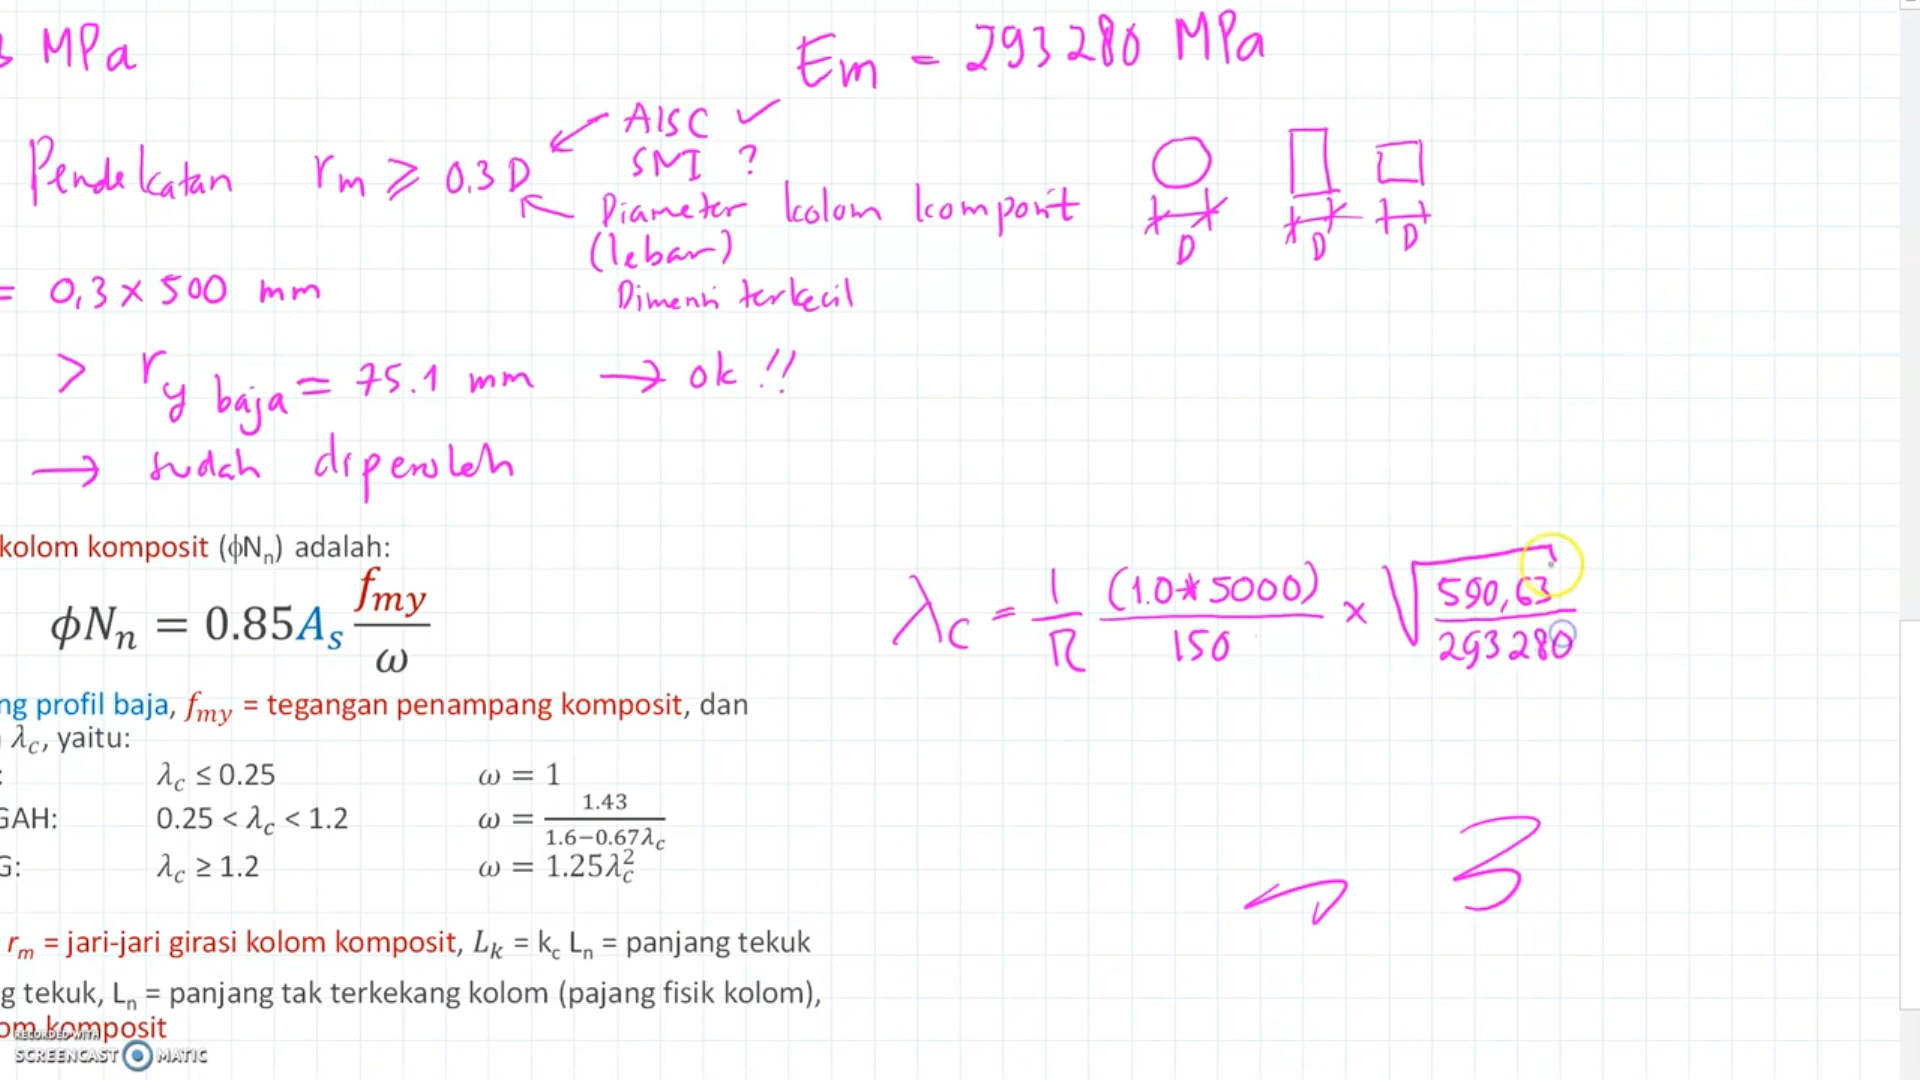 3 MPa
Em = 293280 MPa
Pendekatan rm ≥ 0.3 D
AISC ✓
SNI ?
Diameter kolom komposit
(lebar)
Dimensi terkecil
D D D
= 0,3 × 500 mm
> ry baja = 75.1 mm → ok !!
→ sudah diperoleh
kolom komposit (ϕNn) adalah:
ϕNn = 0.85As fmy/ω
λc = 1/π (1.0*5000)/150 × √590,63/293280
ng profil baja, fmy = tegangan penampang komposit, dan
λc, yaitu:
: λc ≤ 0.25 ω = 1
GAH: 0.25 < λc < 1.2 ω = 1.43/1.6−0.67λc
G: λc ≥ 1.2 ω = 1.25λc²
3
rm = jari-jari girasi kolom komposit, Lk = kc Ln = panjang tekuk
g tekuk, Ln = panjang tak terkekang kolom (pajang fisik kolom),
om komposit
RECORDED WITH
SCREENCAST MATIC